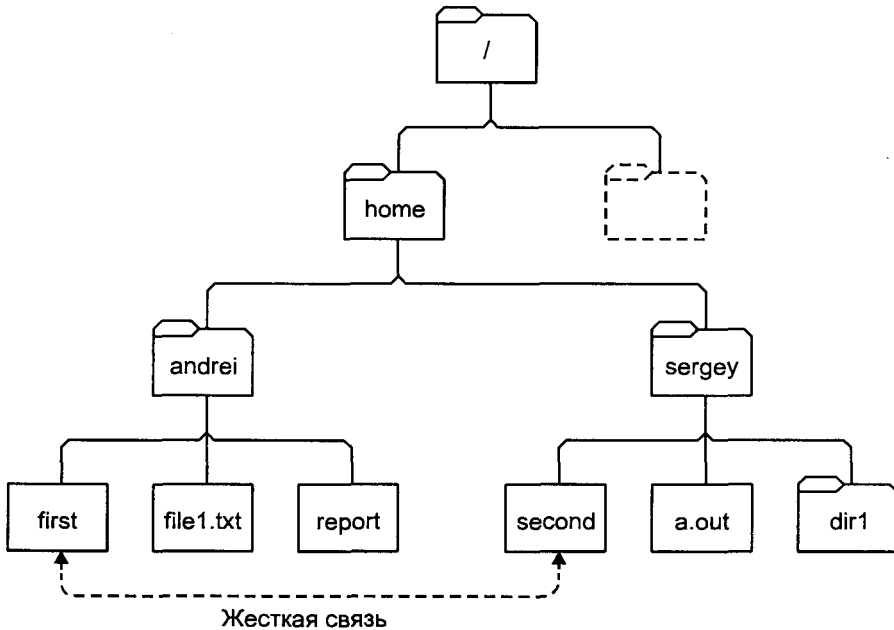 /
home
andrei
sergey
first
file1.txt
report
second
a.out
dir1
Жесткая связь